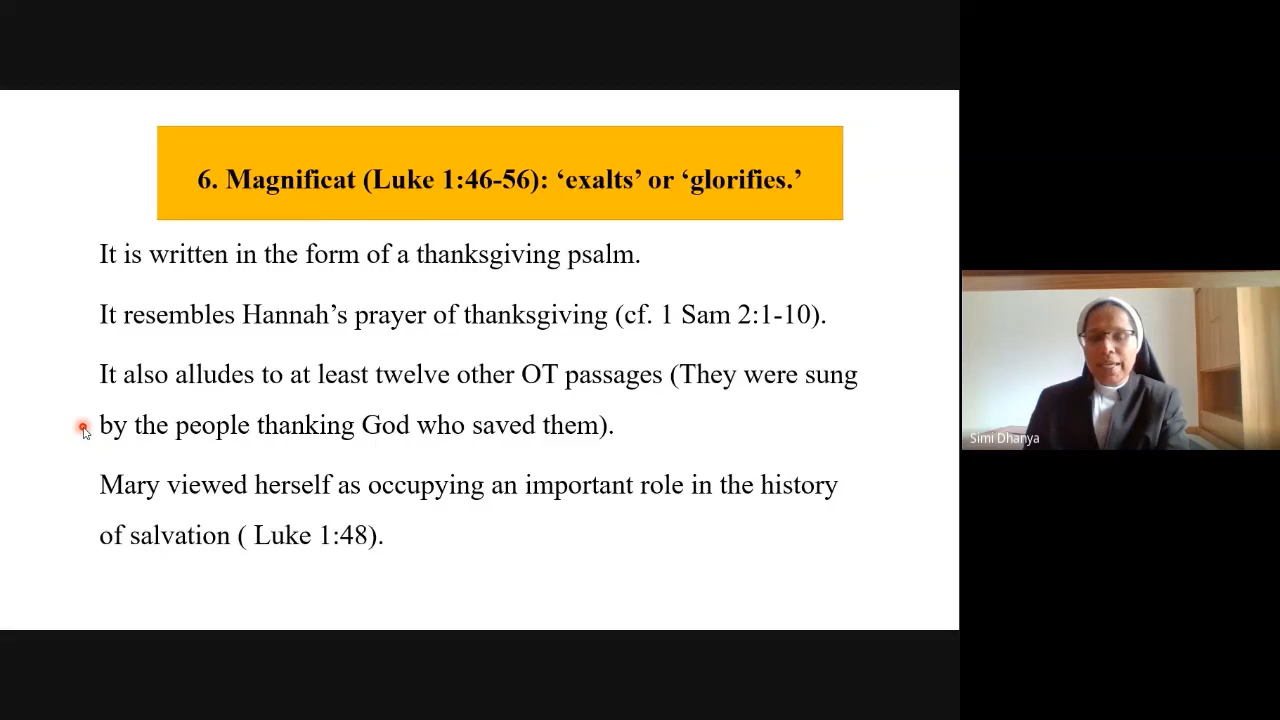 6. Magnificat (Luke 1:46-56): ‘exalts’ or ‘glorifies.’
It is written in the form of a thanksgiving psalm.
It resembles Hannah’s prayer of thanksgiving (cf. 1 Sam 2:1-10).
It also alludes to at least twelve other OT passages (They were sung
by the people thanking God who saved them).
Mary viewed herself as occupying an important role in the history
of salvation ( Luke 1:48).
Simi Dhanya